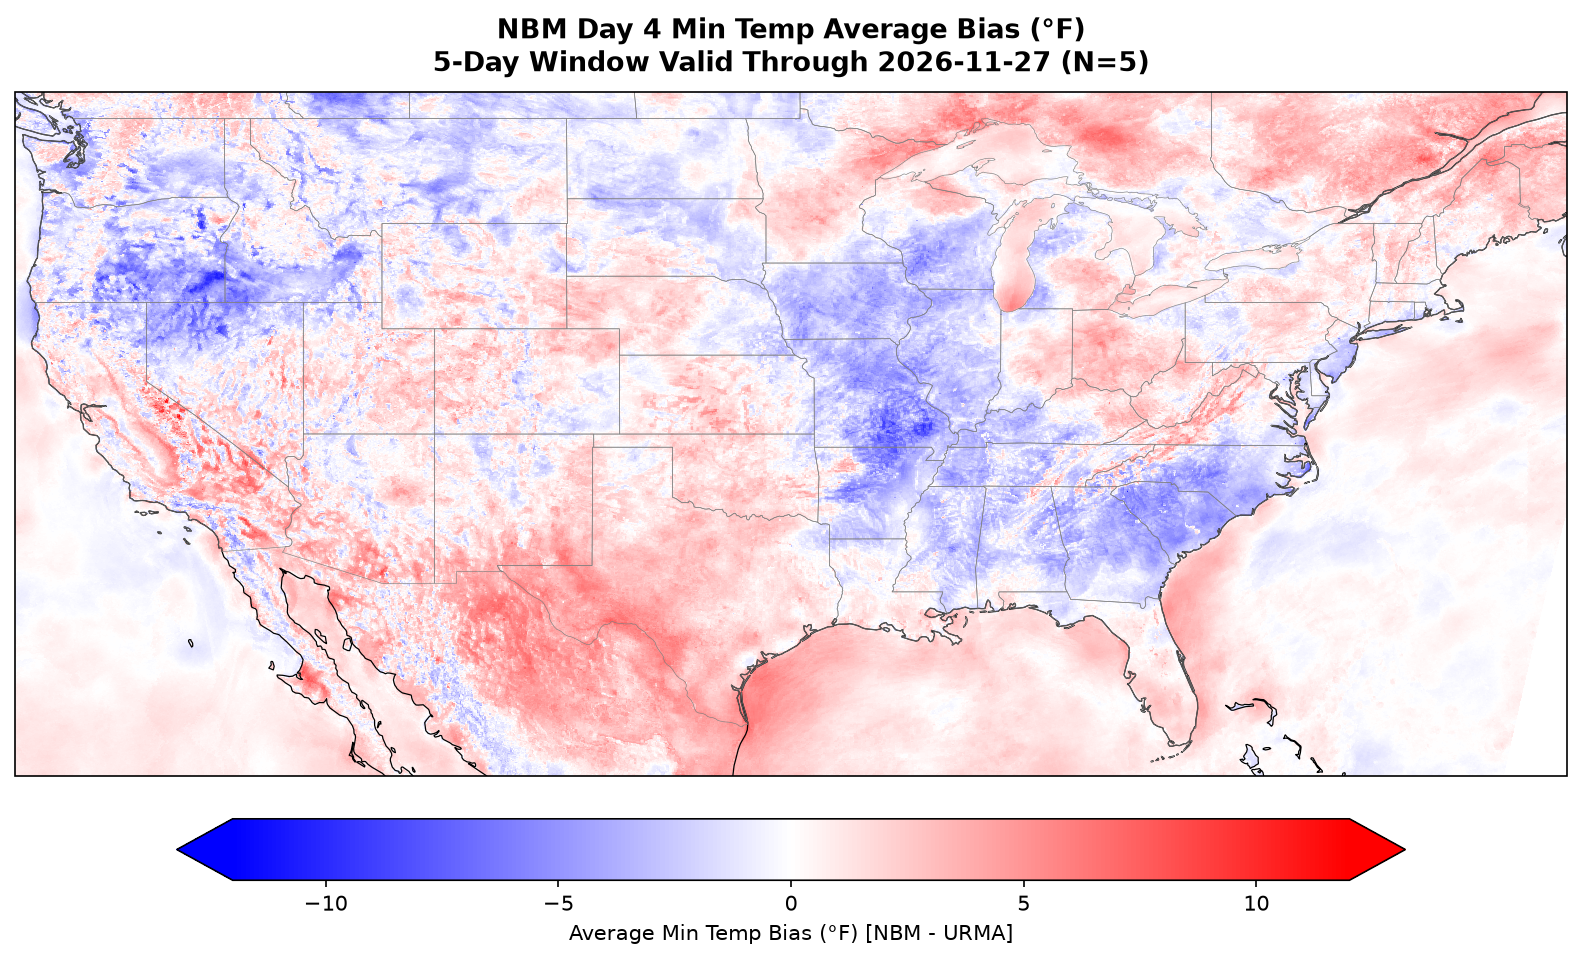 NBM Day 4 Min Temp Average Bias (°F)
5-Day Window Valid Through 2026-11-27 (N=5)
−10 −5 0 5 10
Average Min Temp Bias (°F) [NBM - URMA]